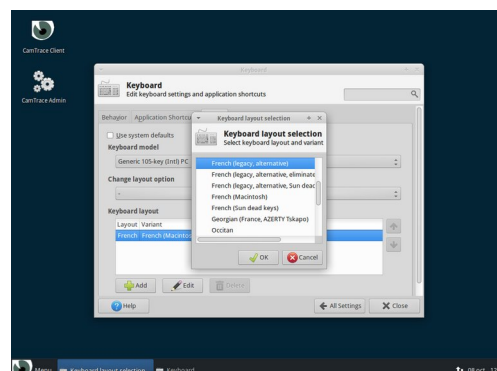 CamTrace Client
CamTrace Admin
Keyboard
Keyboard
Edit keyboard settings and application shortcuts
Behavior Application Shortcu
Use system defaults
Keyboard model
Generic 105-key (Intl) PC
Change layout option
-
Keyboard layout
Layout Variant
French French (Macintos
Add Edit Delete
Help All Settings Close
Keyboard layout selection
Keyboard layout selection
Select keyboard layout and variant
French (legacy, alternative)
French (legacy, alternative, eliminate
French (legacy, alternative, Sun dead
French (Macintosh)
French (Sun dead keys)
Georgian (France, AZERTY Tskapo)
Occitan
OK Cancel
Menu Keyboard layout selection Keyboard 08 oct